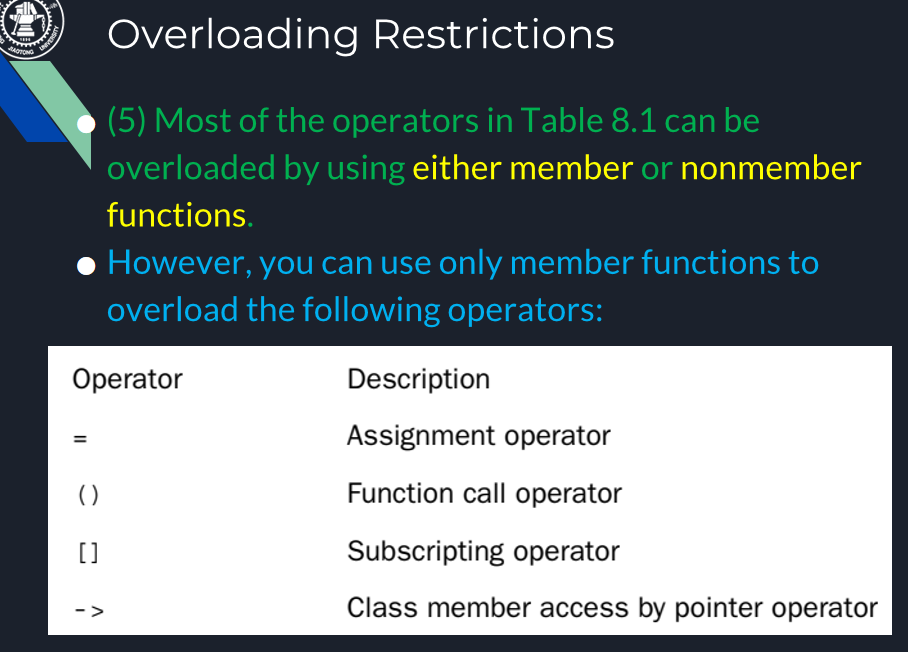 Overloading Restrictions
JIAOTONG UNIVERSITY
(5) Most of the operators in Table 8.1 can be
overloaded by using either member or nonmember
functions.
However, you can use only member functions to
overload the following operators:
Operator Description
= Assignment operator
() Function call operator
[] Subscripting operator
-> Class member access by pointer operator